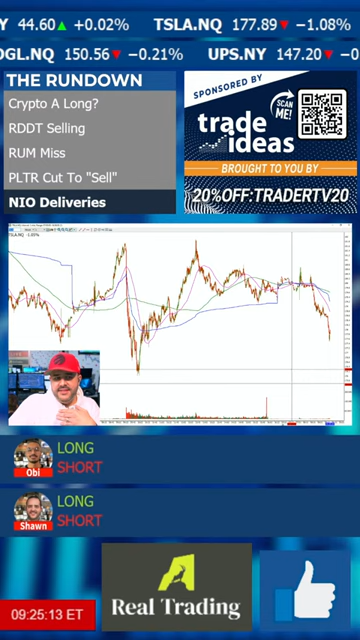 Y 44.60 +0.02% TSLA.NQ 177.89 −1.08%
OGL.NQ 150.56 −0.21% UPS.NY 147.20 −0
THE RUNDOWN
Crypto A Long?
RDDT Selling
RUM Miss
PLTR Cut To "Sell"
NIO Deliveries
SPONSORED BY
SCAN ME!
trade ideas
BROUGHT TO YOU BY
20%OFF:TRADERTV20
TSLA.NQ
LONG
SHORT
Obi
LONG
SHORT
Shawn
Real Trading
09:25:13 ET